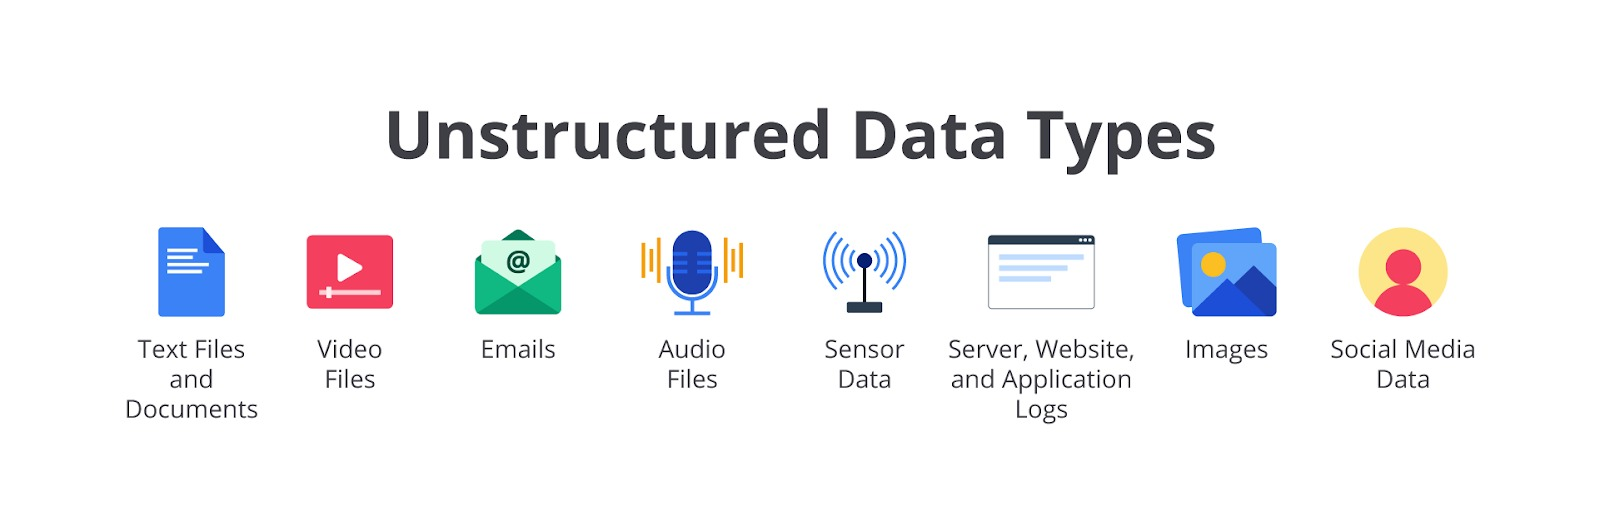 Unstructured Data Types
@
Text Files
and
Documents
Video
Files
Emails
Audio
Files
Sensor
Data
Server, Website,
and Application
Logs
Images
Social Media
Data